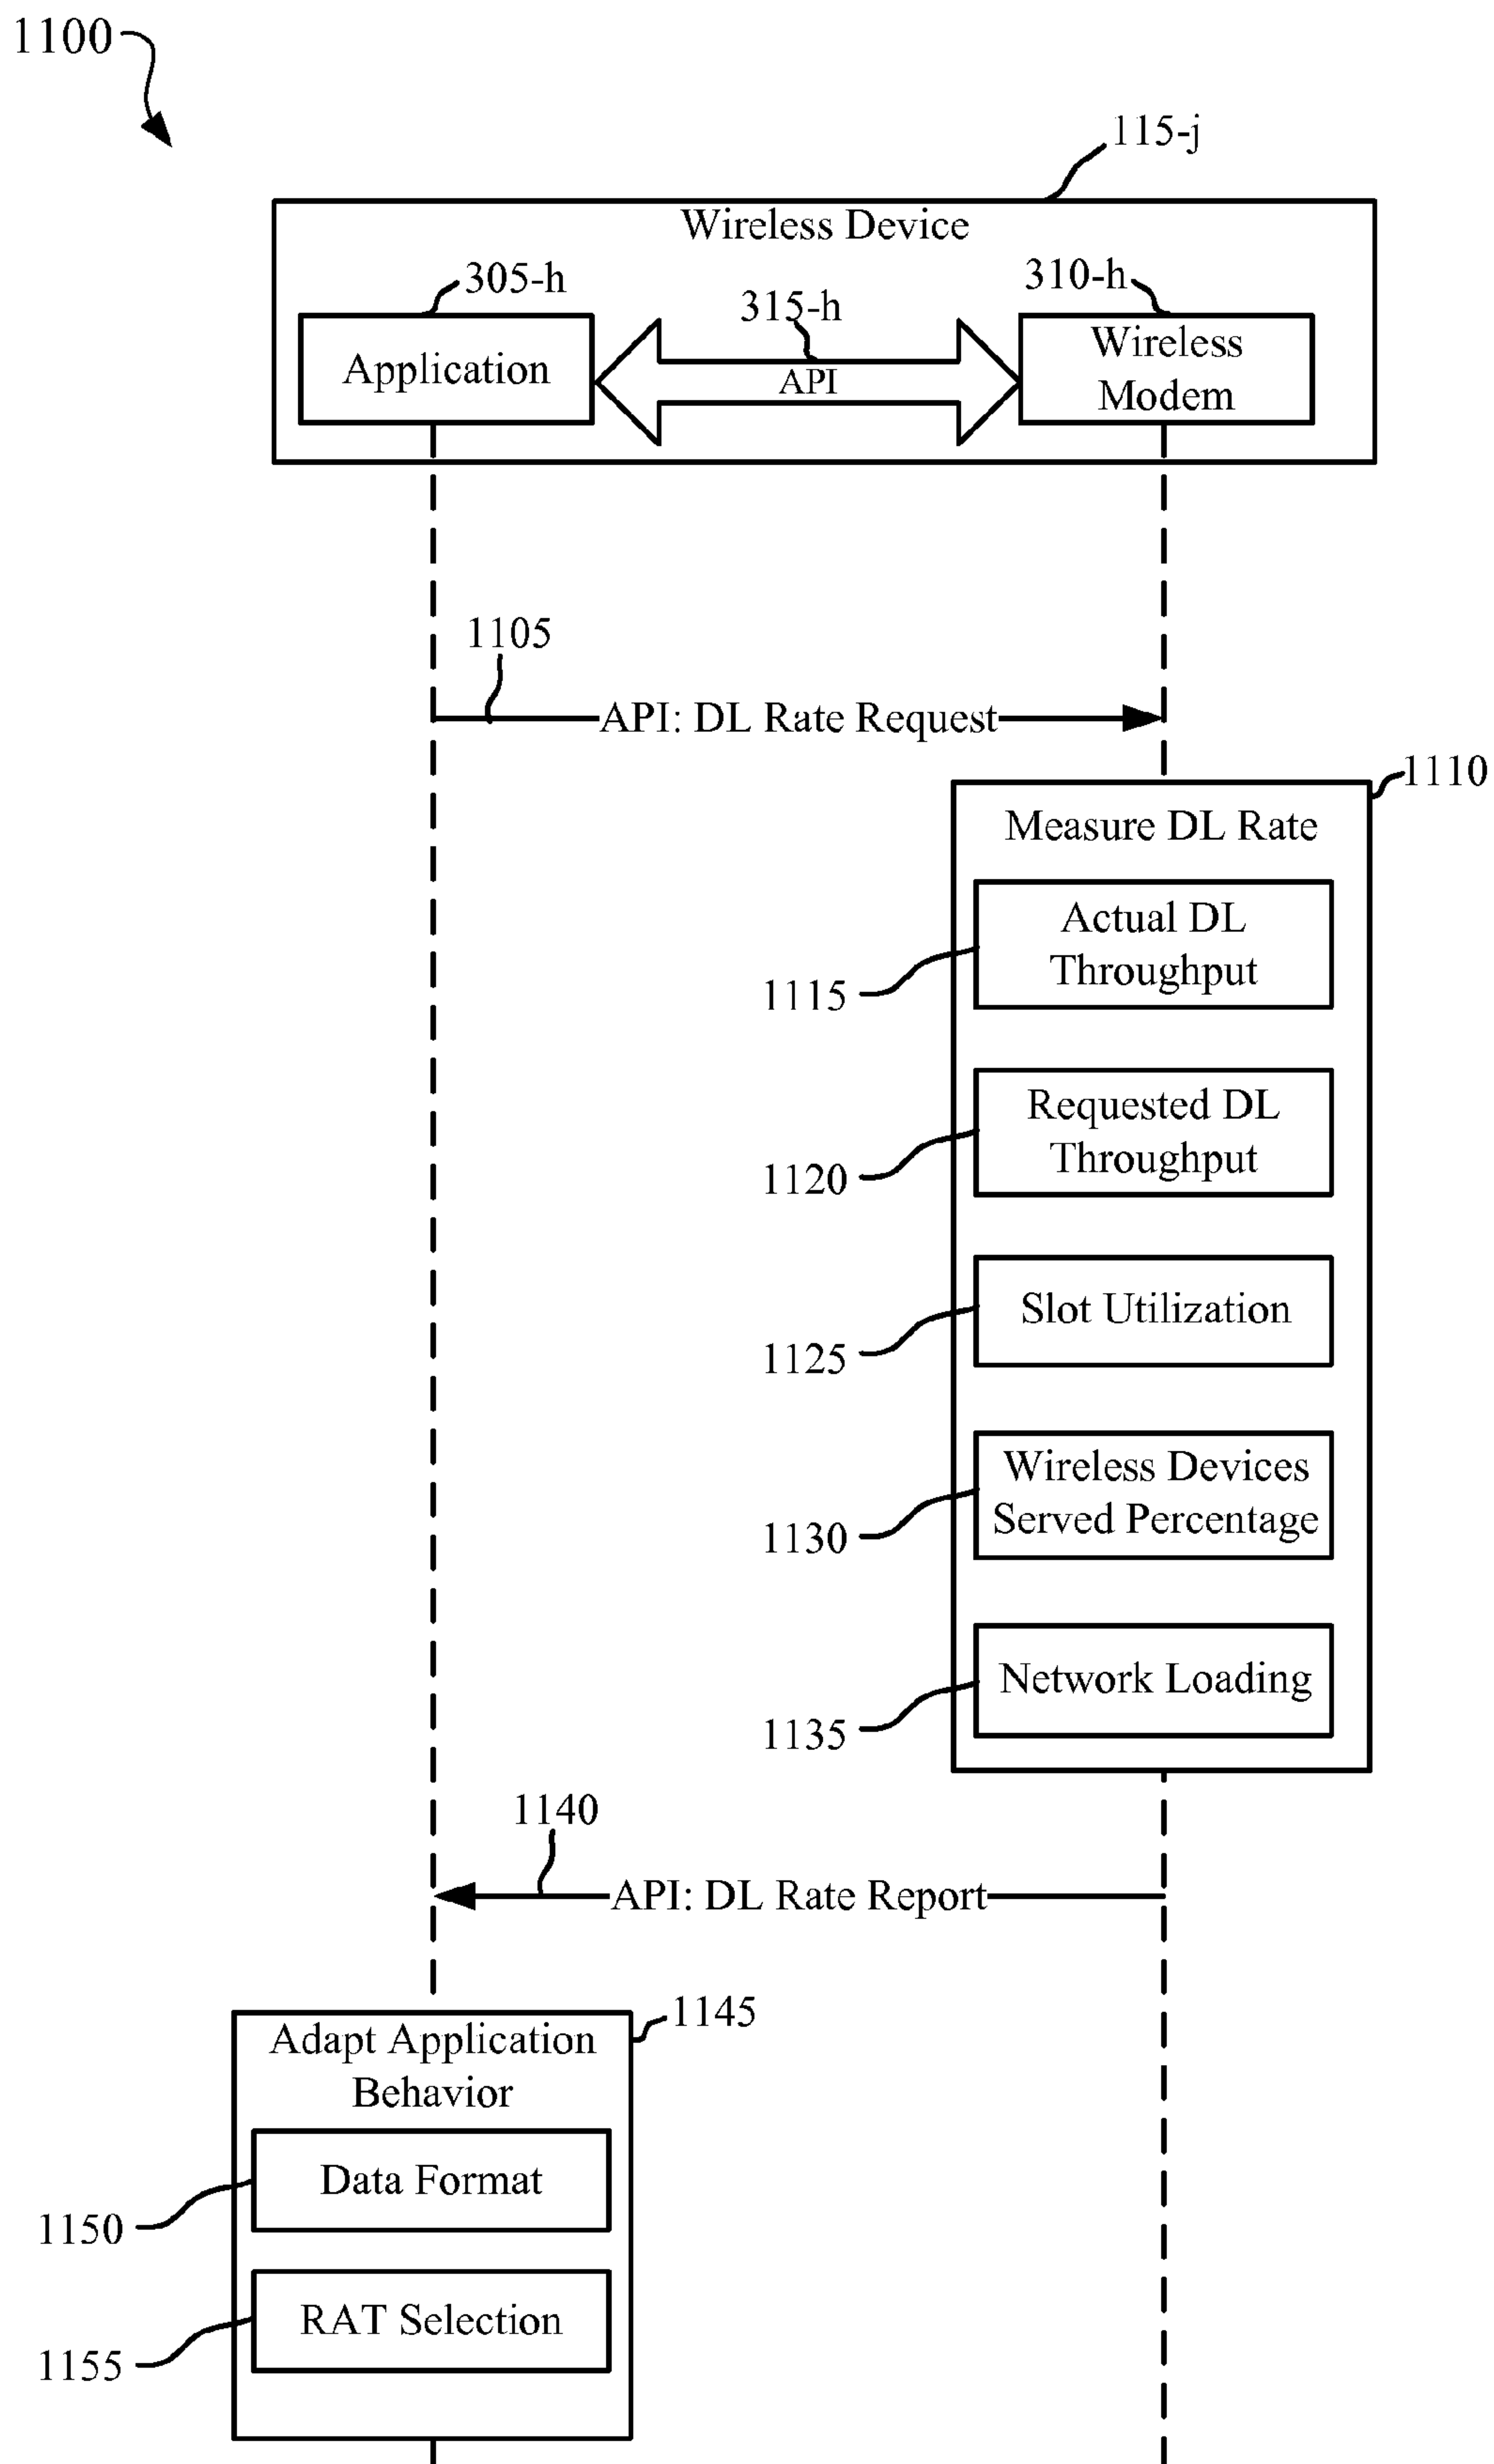 1100
115-j
Wireless Device
305-h
315-h
310-h
Application
API
Wireless
Modem
1105
API: DL Rate Request
1110
Measure DL Rate
Actual DL
Throughput
1115
Requested DL
Throughput
1120
Slot Utilization
1125
Wireless Devices
Served Percentage
1130
Network Loading
1135
1140
API: DL Rate Report
1145
Adapt Application
Behavior
Data Format
1150
RAT Selection
1155